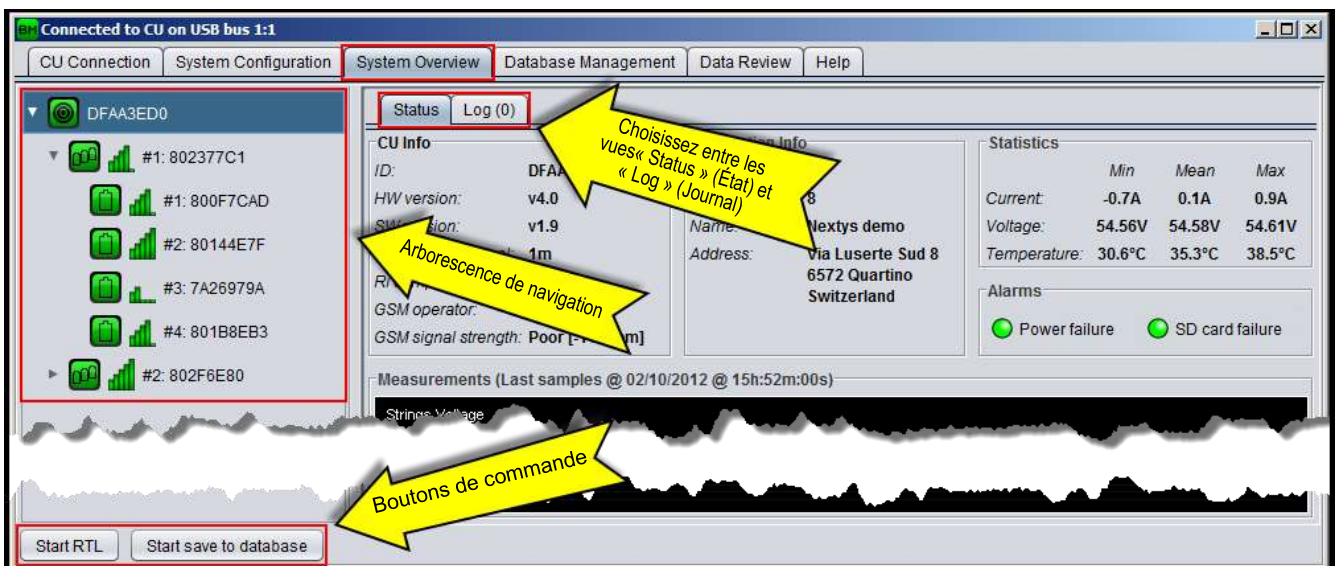 BM Connected to CU on USB bus 1:1
CU Connection System Configuration System Overview Database Management Data Review Help
DFAA3ED0
#1: 802377C1
#1: 800F7CAD
#2: 80144E7F
#3: 7A26979A
#4: 801B8EB3
#2: 802F6E80
Status Log (0)
CU Info
ID: DFAA
HW version: v4.0
v1.9
1m
GSM operator:
GSM signal strength: Poor
Name: Nextys demo
Address: Via Luserte Sud 8
6572 Quartino
Switzerland
8
Choisissez entre les
vues« Status » (État) et
« Log » (Journal)
Arborescence de navigation
Statistics
Min Mean Max
Current: -0.7A 0.1A 0.9A
Voltage: 54.56V 54.58V 54.61V
Temperature: 30.6°C 35.3°C 38.5°C
Alarms
Power failure SD card failure
Measurements (Last samples @ 02/10/2012 @ 15h:52m:00s)
Strings Voltage
Boutons de commande
Start RTL Start save to database